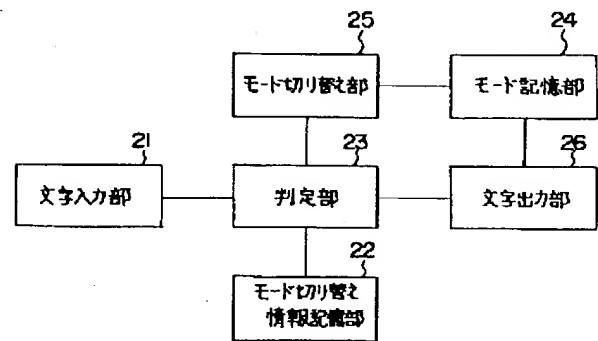 25
24
モード切り替え部
モード記憶部
21
23
26
文字入力部
判定部
文字出力部
22
モード切り替え
情報記憶部